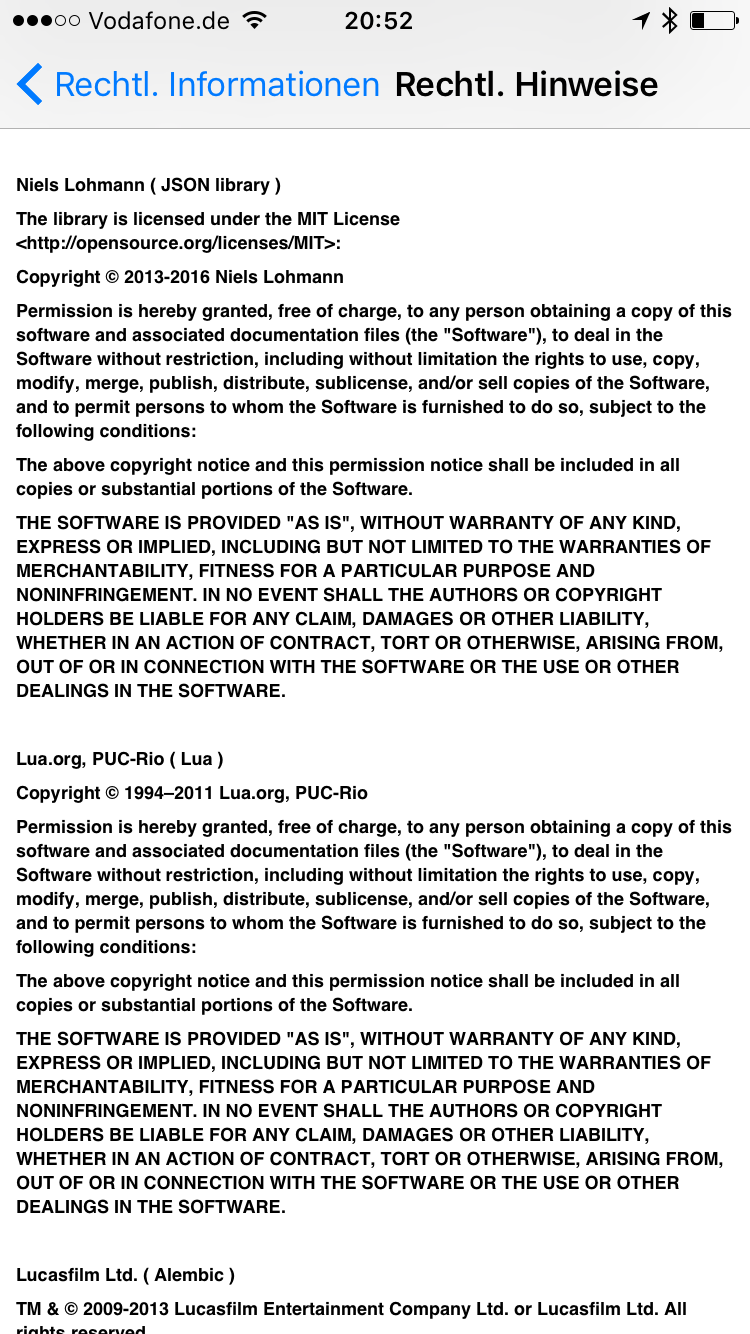 Vodafone.de 20:52
Rechtl. Informationen Rechtl. Hinweise
Niels Lohmann ( JSON library )
The library is licensed under the MIT License
<http://opensource.org/licenses/MIT>:
Copyright © 2013-2016 Niels Lohmann
Permission is hereby granted, free of charge, to any person obtaining a copy of this
software and associated documentation files (the "Software"), to deal in the
Software without restriction, including without limitation the rights to use, copy,
modify, merge, publish, distribute, sublicense, and/or sell copies of the Software,
and to permit persons to whom the Software is furnished to do so, subject to the
following conditions:
The above copyright notice and this permission notice shall be included in all
copies or substantial portions of the Software.
THE SOFTWARE IS PROVIDED "AS IS", WITHOUT WARRANTY OF ANY KIND,
EXPRESS OR IMPLIED, INCLUDING BUT NOT LIMITED TO THE WARRANTIES OF
MERCHANTABILITY, FITNESS FOR A PARTICULAR PURPOSE AND
NONINFRINGEMENT. IN NO EVENT SHALL THE AUTHORS OR COPYRIGHT
HOLDERS BE LIABLE FOR ANY CLAIM, DAMAGES OR OTHER LIABILITY,
WHETHER IN AN ACTION OF CONTRACT, TORT OR OTHERWISE, ARISING FROM,
OUT OF OR IN CONNECTION WITH THE SOFTWARE OR THE USE OR OTHER
DEALINGS IN THE SOFTWARE.
Lua.org, PUC-Rio ( Lua )
Copyright © 1994–2011 Lua.org, PUC-Rio
Permission is hereby granted, free of charge, to any person obtaining a copy of this
software and associated documentation files (the "Software"), to deal in the
Software without restriction, including without limitation the rights to use, copy,
modify, merge, publish, distribute, sublicense, and/or sell copies of the Software,
and to permit persons to whom the Software is furnished to do so, subject to the
following conditions:
The above copyright notice and this permission notice shall be included in all
copies or substantial portions of the Software.
THE SOFTWARE IS PROVIDED "AS IS", WITHOUT WARRANTY OF ANY KIND,
EXPRESS OR IMPLIED, INCLUDING BUT NOT LIMITED TO THE WARRANTIES OF
MERCHANTABILITY, FITNESS FOR A PARTICULAR PURPOSE AND
NONINFRINGEMENT. IN NO EVENT SHALL THE AUTHORS OR COPYRIGHT
HOLDERS BE LIABLE FOR ANY CLAIM, DAMAGES OR OTHER LIABILITY,
WHETHER IN AN ACTION OF CONTRACT, TORT OR OTHERWISE, ARISING FROM,
OUT OF OR IN CONNECTION WITH THE SOFTWARE OR THE USE OR OTHER
DEALINGS IN THE SOFTWARE.
Lucasfilm Ltd. ( Alembic )
TM & © 2009-2013 Lucasfilm Entertainment Company Ltd. or Lucasfilm Ltd. All
rights reserved